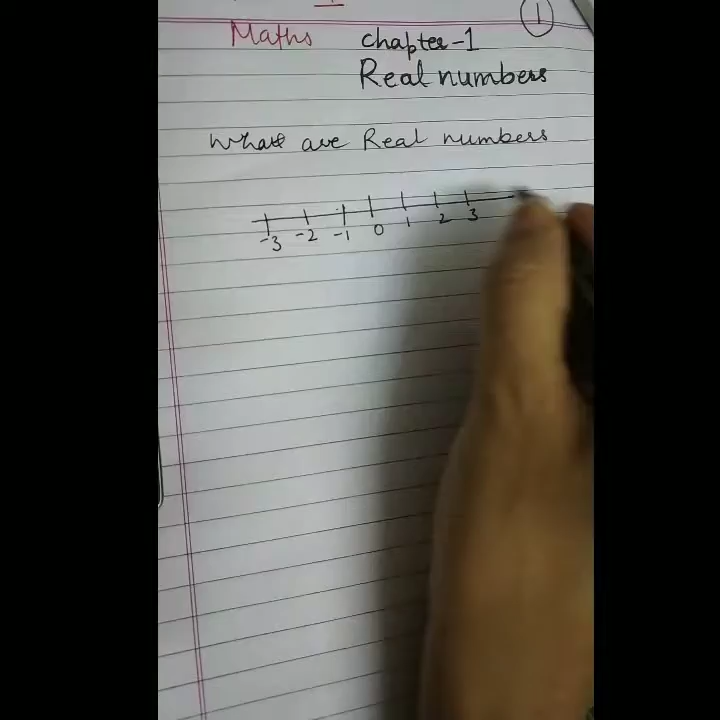 1
Maths Chapter-1
Real numbers
What are Real numbers
-3 -2 -1 0 1 2 3